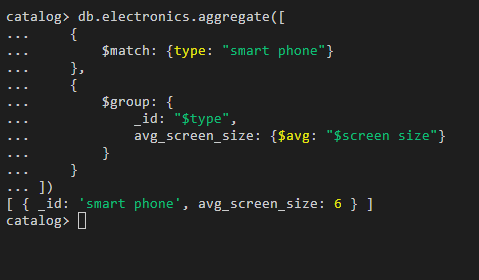 catalog> db.electronics.aggregate([
...     {
...         $match: {type: "smart phone"}
...     },
...     {
...         $group: {
...             _id: "$type",
...             avg_screen_size: {$avg: "$screen size"}
...         }
...     }
... ])
[ { _id: 'smart phone', avg_screen_size: 6 } ]
catalog>